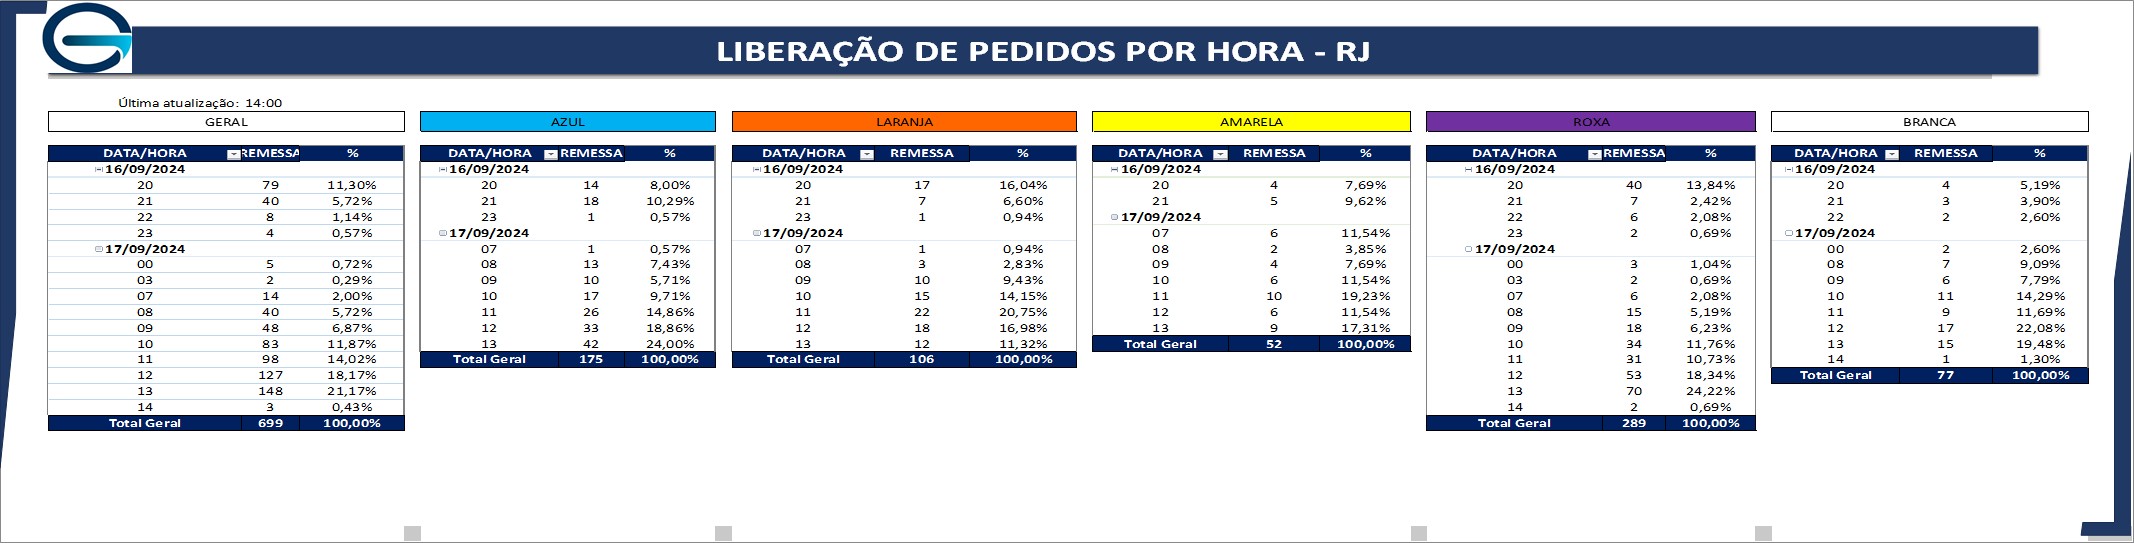 LIBERAÇÃO DE PEDIDOS POR HORA - RJ
Última atualização: 14:00
GERAL
DATA/HORA REMESSA %
16/09/2024
20 79 11,30%
21 40 5,72%
22 8 1,14%
23 4 0,57%
17/09/2024
00 5 0,72%
03 2 0,29%
07 14 2,00%
08 40 5,72%
09 48 6,87%
10 83 11,87%
11 98 14,02%
12 127 18,17%
13 148 21,17%
14 3 0,43%
Total Geral 699 100,00%
AZUL
DATA/HORA REMESSA %
16/09/2024
20 14 8,00%
21 18 10,29%
23 1 0,57%
17/09/2024
07 1 0,57%
08 13 7,43%
09 10 5,71%
10 17 9,71%
11 26 14,86%
12 33 18,86%
13 42 24,00%
Total Geral 175 100,00%
LARANJA
DATA/HORA REMESSA %
16/09/2024
20 17 16,04%
21 7 6,60%
23 1 0,94%
17/09/2024
07 1 0,94%
08 3 2,83%
09 10 9,43%
10 15 14,15%
11 22 20,75%
12 18 16,98%
13 12 11,32%
Total Geral 106 100,00%
AMARELA
DATA/HORA REMESSA %
16/09/2024
20 4 7,69%
21 5 9,62%
17/09/2024
07 6 11,54%
08 2 3,85%
09 4 7,69%
10 6 11,54%
11 10 19,23%
12 6 11,54%
13 9 17,31%
Total Geral 52 100,00%
ROXA
DATA/HORA REMESSA %
16/09/2024
20 40 13,84%
21 7 2,42%
22 6 2,08%
23 2 0,69%
17/09/2024
00 3 1,04%
03 2 0,69%
07 6 2,08%
08 15 5,19%
09 18 6,23%
10 34 11,76%
11 31 10,73%
12 53 18,34%
13 70 24,22%
14 2 0,69%
Total Geral 289 100,00%
BRANCA
DATA/HORA REMESSA %
16/09/2024
20 4 5,19%
21 3 3,90%
22 2 2,60%
17/09/2024
00 2 2,60%
08 7 9,09%
09 6 7,79%
10 11 14,29%
11 9 11,69%
12 17 22,08%
13 15 19,48%
14 1 1,30%
Total Geral 77 100,00%